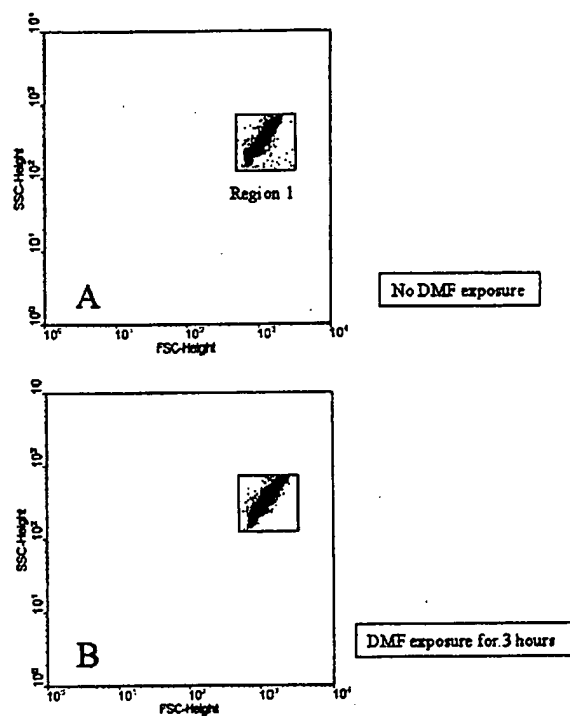 10⁴
10³
10²
10¹
10⁰
SSC-Height
Region 1
A
10⁰ 10¹ 10² 10³ 10⁴
FSC-Height
No DMF exposure
10
10³
10²
10¹
10⁰
SSC-Height
B
10⁰ 10¹ 10² 10³ 10⁴
FSC-Height
DMF exposure for 3 hours